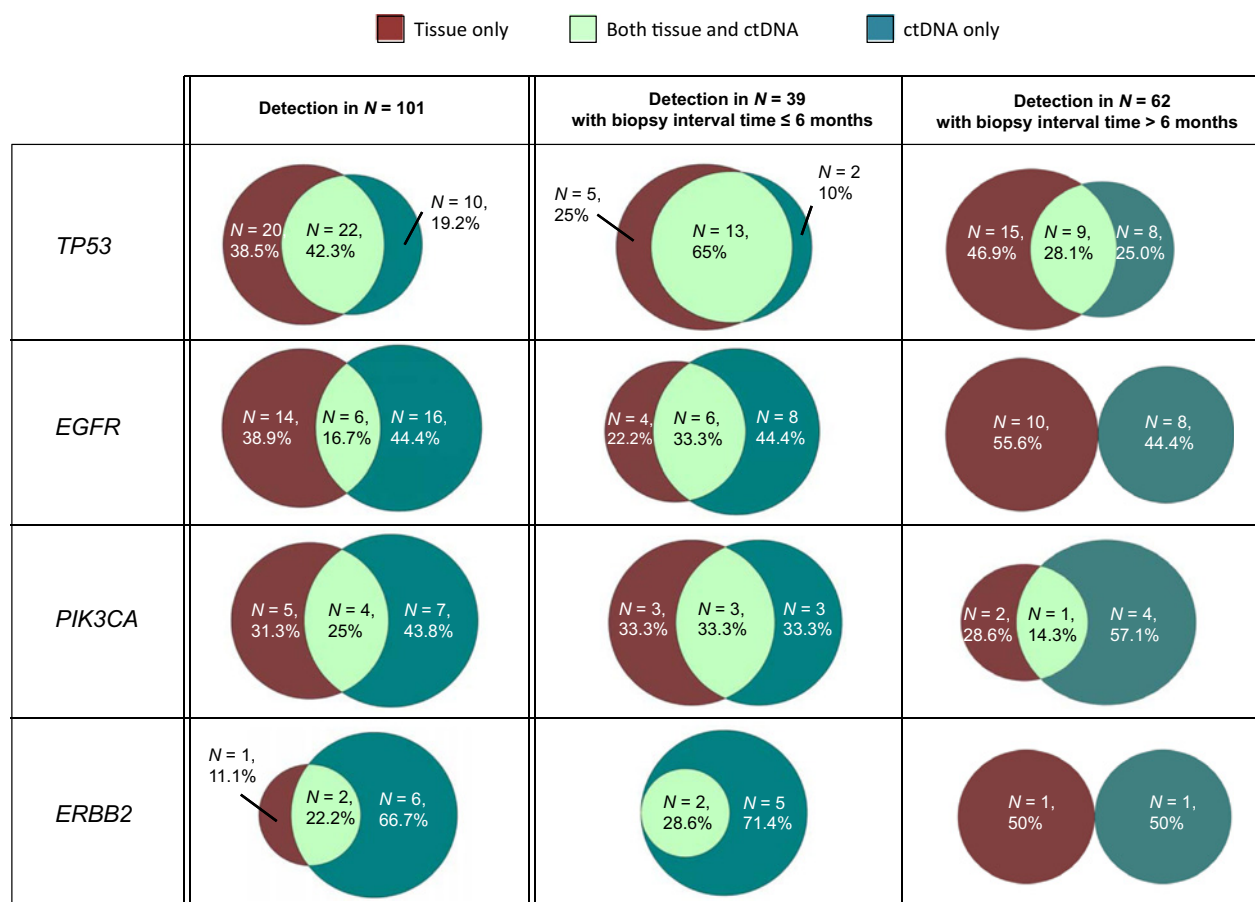 Tissue only
Both tissue and ctDNA
ctDNA only
Detection in N = 101
Detection in N = 39
with biopsy interval time ≤ 6 months
Detection in N = 62
with biopsy interval time > 6 months
TP53
N = 20,
38.5%
N = 22,
42.3%
N = 10,
19.2%
N = 5,
25%
N = 13,
65%
N = 2
10%
N = 15,
46.9%
N = 9,
28.1%
N = 8,
25.0%
EGFR
N = 14,
38.9%
N = 6,
16.7%
N = 16,
44.4%
N = 4,
22.2%
N = 6,
33.3%
N = 8
44.4%
N = 10,
55.6%
N = 8,
44.4%
PIK3CA
N = 5,
31.3%
N = 4,
25%
N = 7,
43.8%
N = 3,
33.3%
N = 3,
33.3%
N = 3
33.3%
N = 2,
28.6%
N = 1,
14.3%
N = 4,
57.1%
ERBB2
N = 1,
11.1%
N = 2,
22.2%
N = 6,
66.7%
N = 2,
28.6%
N = 5
71.4%
N = 1,
50%
N = 1,
50%